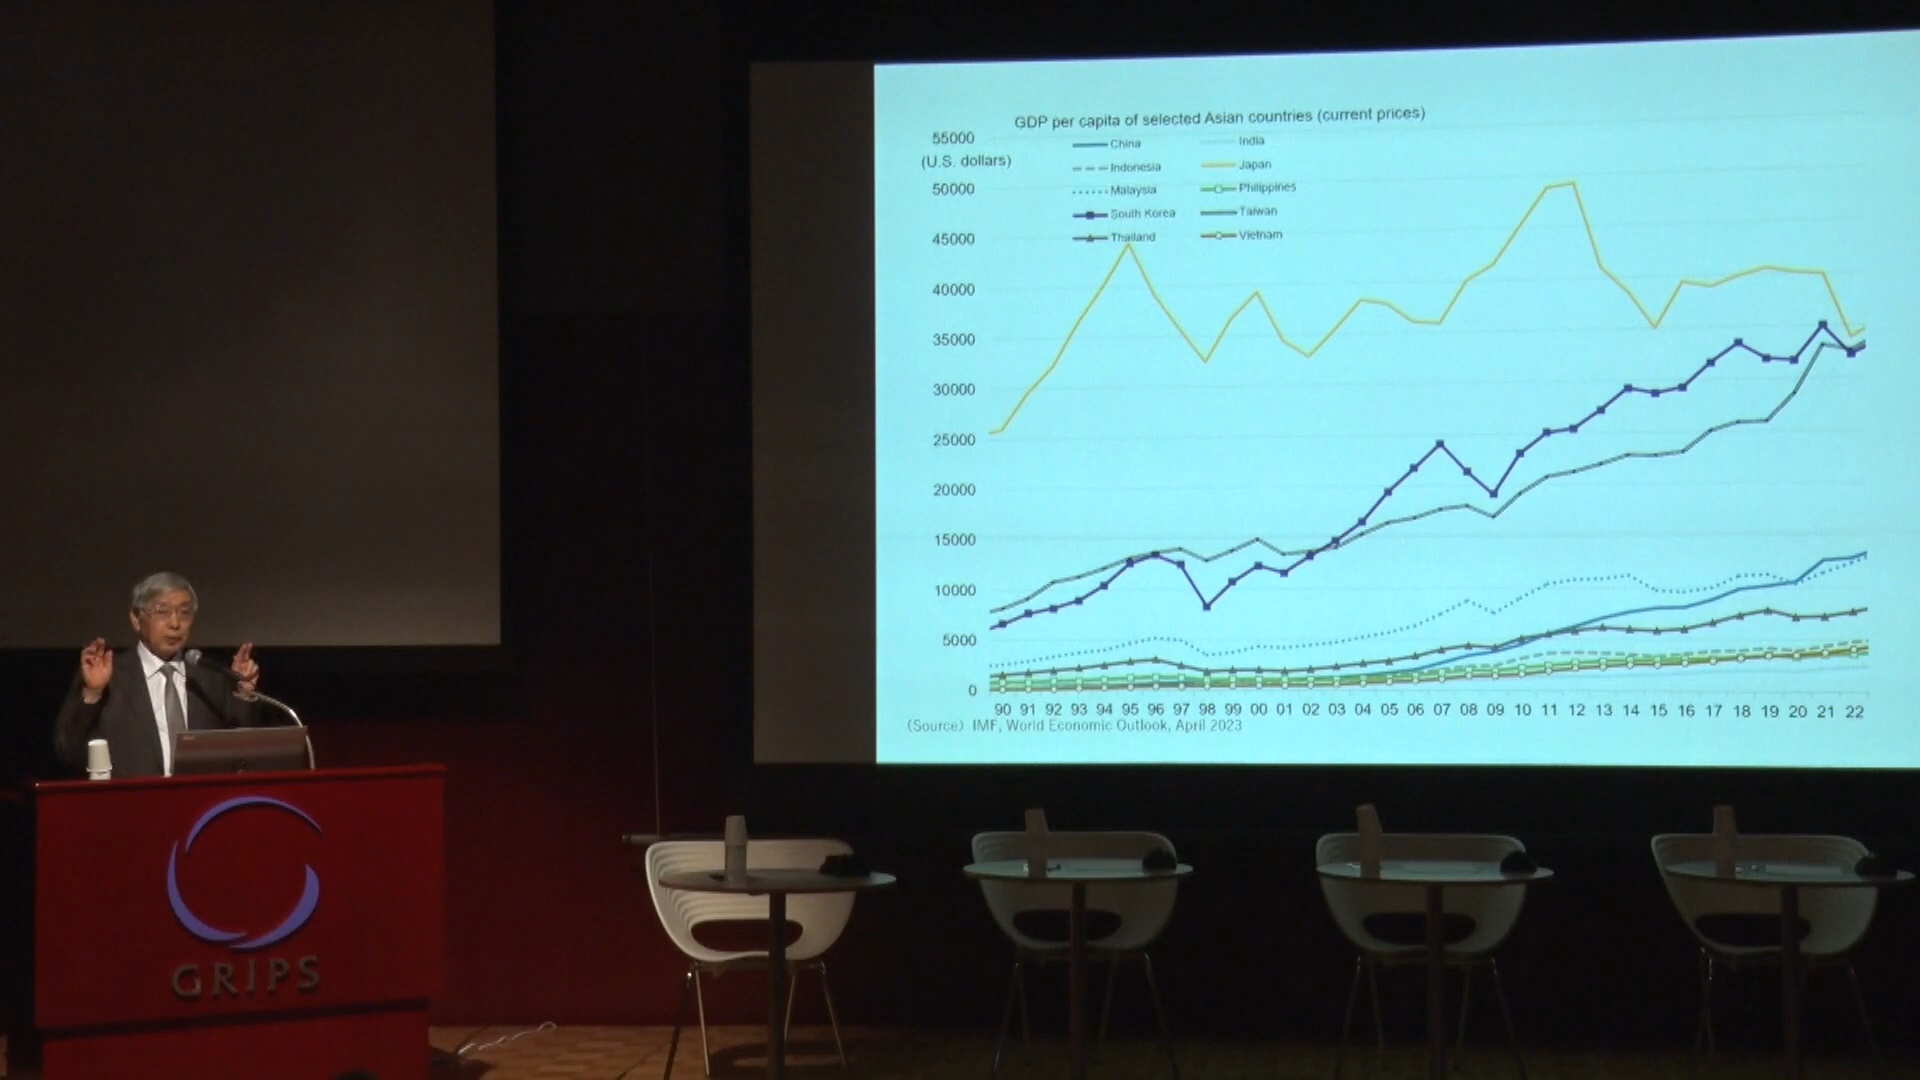 GDP per capita of selected Asian countries (current prices)
55000
(U.S. dollars)
50000
45000
40000
35000
30000
25000
20000
15000
10000
5000
0
China
India
Indonesia
Japan
Malaysia
Philippines
South Korea
Taiwan
Thailand
Vietnam
90 91 92 93 94 95 96 97 98 99 00 01 02 03 04 05 06 07 08 09 10 11 12 13 14 15 16 17 18 19 20 21 22
(Source) IMF, World Economic Outlook, April 2023
GRIPS